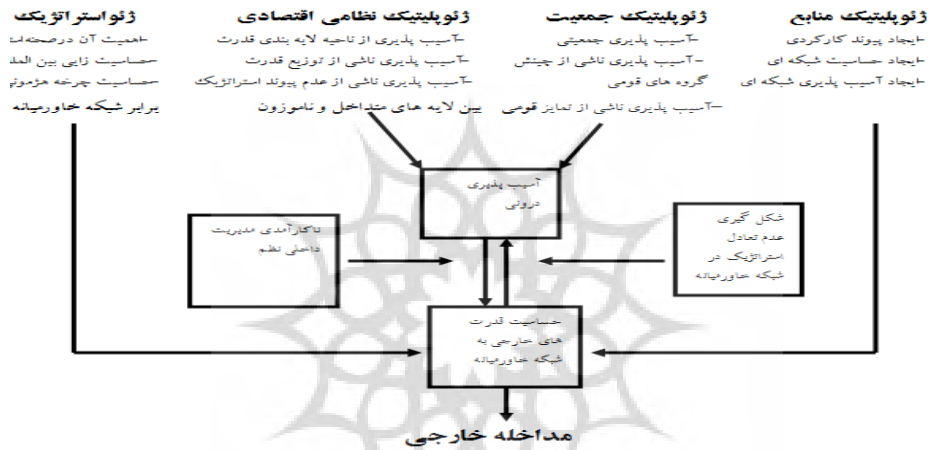 ژئوپلیتیک منابع
-ایجاد پیوند کارکردی
-ایجاد حساسیت شبکه ای
-ایجاد آسیب پذیری شبکه ای
ژئوپلیتیک جمعیت
-آسیب پذیری جمعیتی
-آسیب پذیری ناشی از چینش
گروه های قومی
-آسیب پذیری ناشی از تمایز قومی
ژئوپلیتیک نظامی اقتصادی
-آسیب پذیری از ناحیه لایه بندی قدرت
-آسیب پذیری ناشی از توزیع قدرت
-آسیب پذیری ناشی از عدم پیوند استراتژیک
بین لایه های متداخل و ناموزون
ژئواستراتژیک
-اهمیت آن در
-حساسیت زایی بین
-حساسیت چرخه
برابر شبکه خاورمیانه
آسیب پذیری
درونی
شکل گیری
عدم تعادل
استراتژیک در
شبکه خاورمیانه
ناکارآمدی مدیریت
داخلی نظم
حساسیت قدرت
های خارجی به
شبکه خاورمیانه
مداخله خارجی